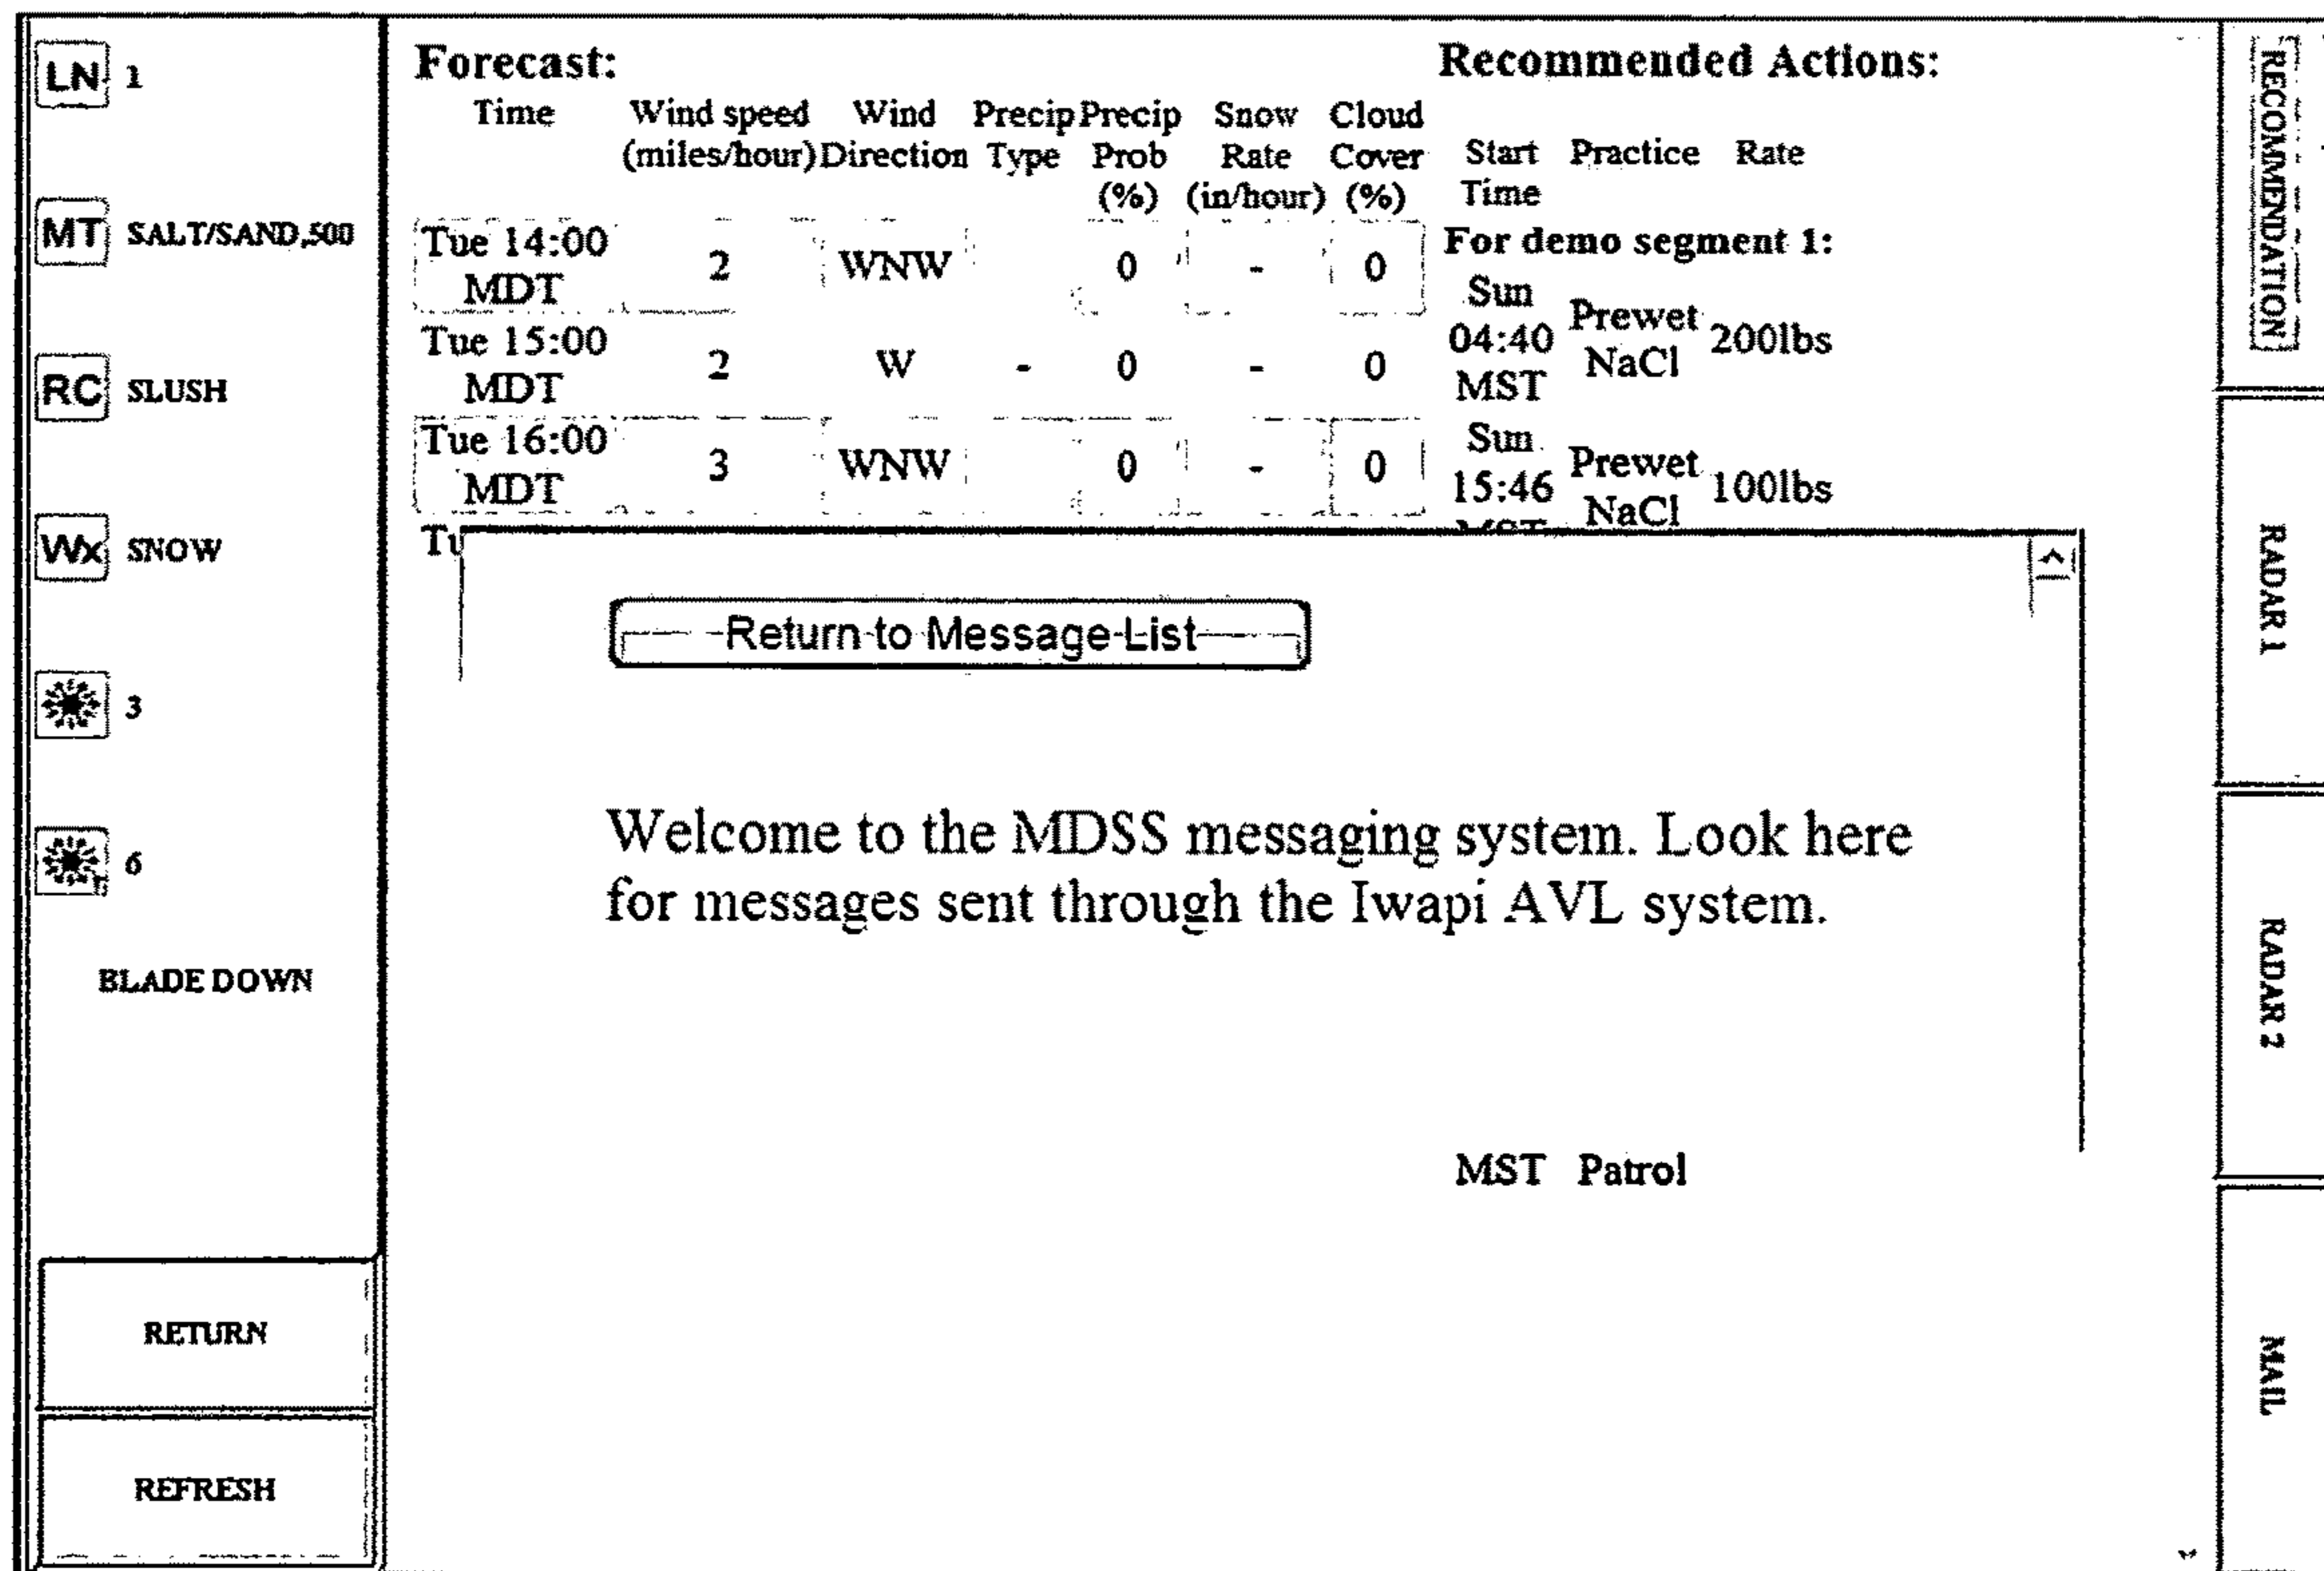 LN 1
MT SALT/SAND,500
RC SLUSH
Wx SNOW
3
6
BLADE DOWN
RETURN
REFRESH
Forecast:
Time Wind speed Wind Precip Precip Snow Cloud
(miles/hour) Direction Type Prob Rate Cover
(%) (in/hour) (%)
Tue 14:00
MDT 2 WNW 0 - 0
Tue 15:00
MDT 2 W - 0 - 0
Tue 16:00
MDT 3 WNW 0 - 0
Recommended Actions:
Start Practice Rate
Time
For demo segment 1:
Sun
04:40 Prewet 200lbs
MST NaCl
Sun
15:46 Prewet 100lbs
MST NaCl
Return to Message List
Welcome to the MDSS messaging system. Look here
for messages sent through the Iwapi AVL system.
MST Patrol
RECOMMENDATION
RADAR 1
RADAR 2
MAIL